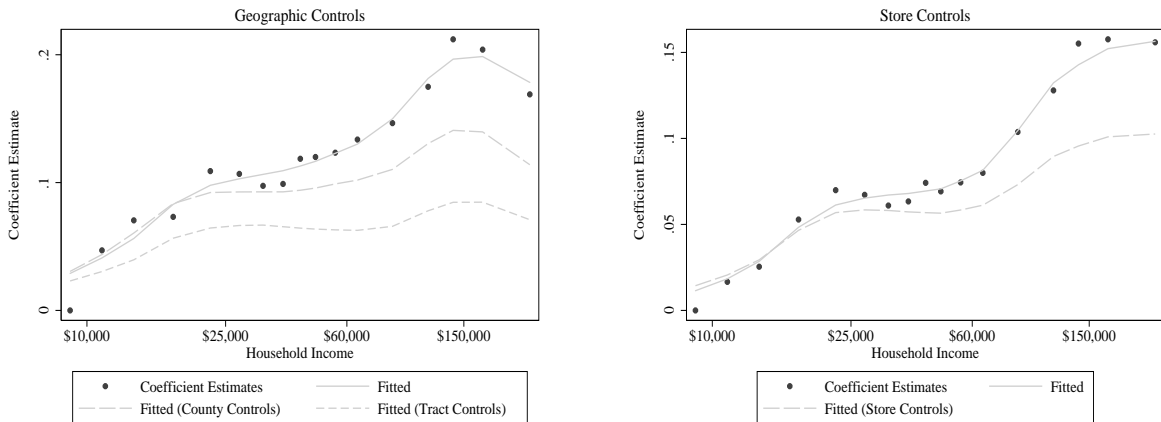 Geographic Controls
Coefficient Estimate
0
.1
.2
$10,000 $25,000 $60,000 $150,000
Household Income
Coefficient Estimates Fitted
Fitted (County Controls) Fitted (Tract Controls)
Store Controls
Coefficient Estimate
0
.05
.1
.15
$10,000 $25,000 $60,000 $150,000
Household Income
Coefficient Estimates Fitted
Fitted (Store Controls)